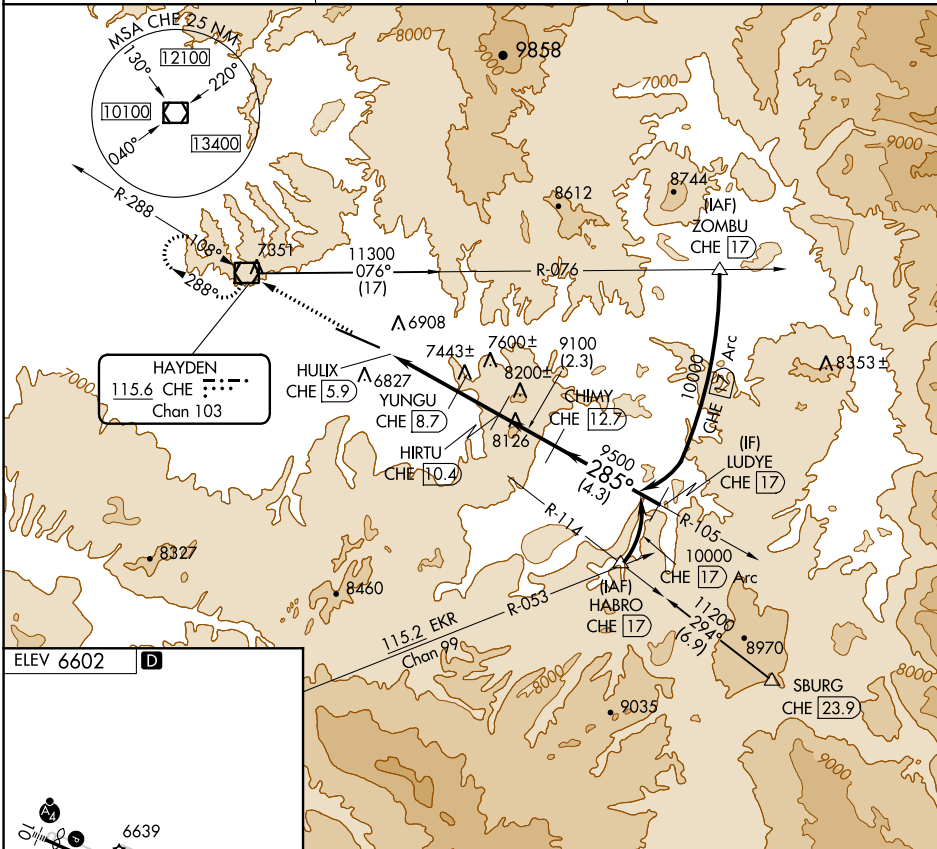 MSA CHE 25 NM
130°
12100
220°
10100
040°
13400
8000
9858
7000
9000
R-288
108°
288°
7351
11300
076°
(17)
R-076
8612
8744
(IAF)
ZOMBU
CHE 17
6908
HAYDEN
115.6 CHE
Chan 103
HULIX
CHE 5.9
6827
7443±
7600±
8200±
9100
(2.3)
YUNGU
CHE 8.7
CHIMY
CHE 12.7
8126
HIRTU
CHE 10.4
10000
CHE 17 Arc
8353±
9500
285°
(4.3)
(IF)
LUDYE
CHE 17
R-105
R-114
10000
CHE 17 Arc
(IAF)
HABRO
CHE 17
8327
8460
115.2 EKR
Chan 99
R-053
11200
294°
(6.9)
8970
SBURG
CHE 23.9
8000
8000
9035
9000
ELEV 6602 D
A4
P
10
6639